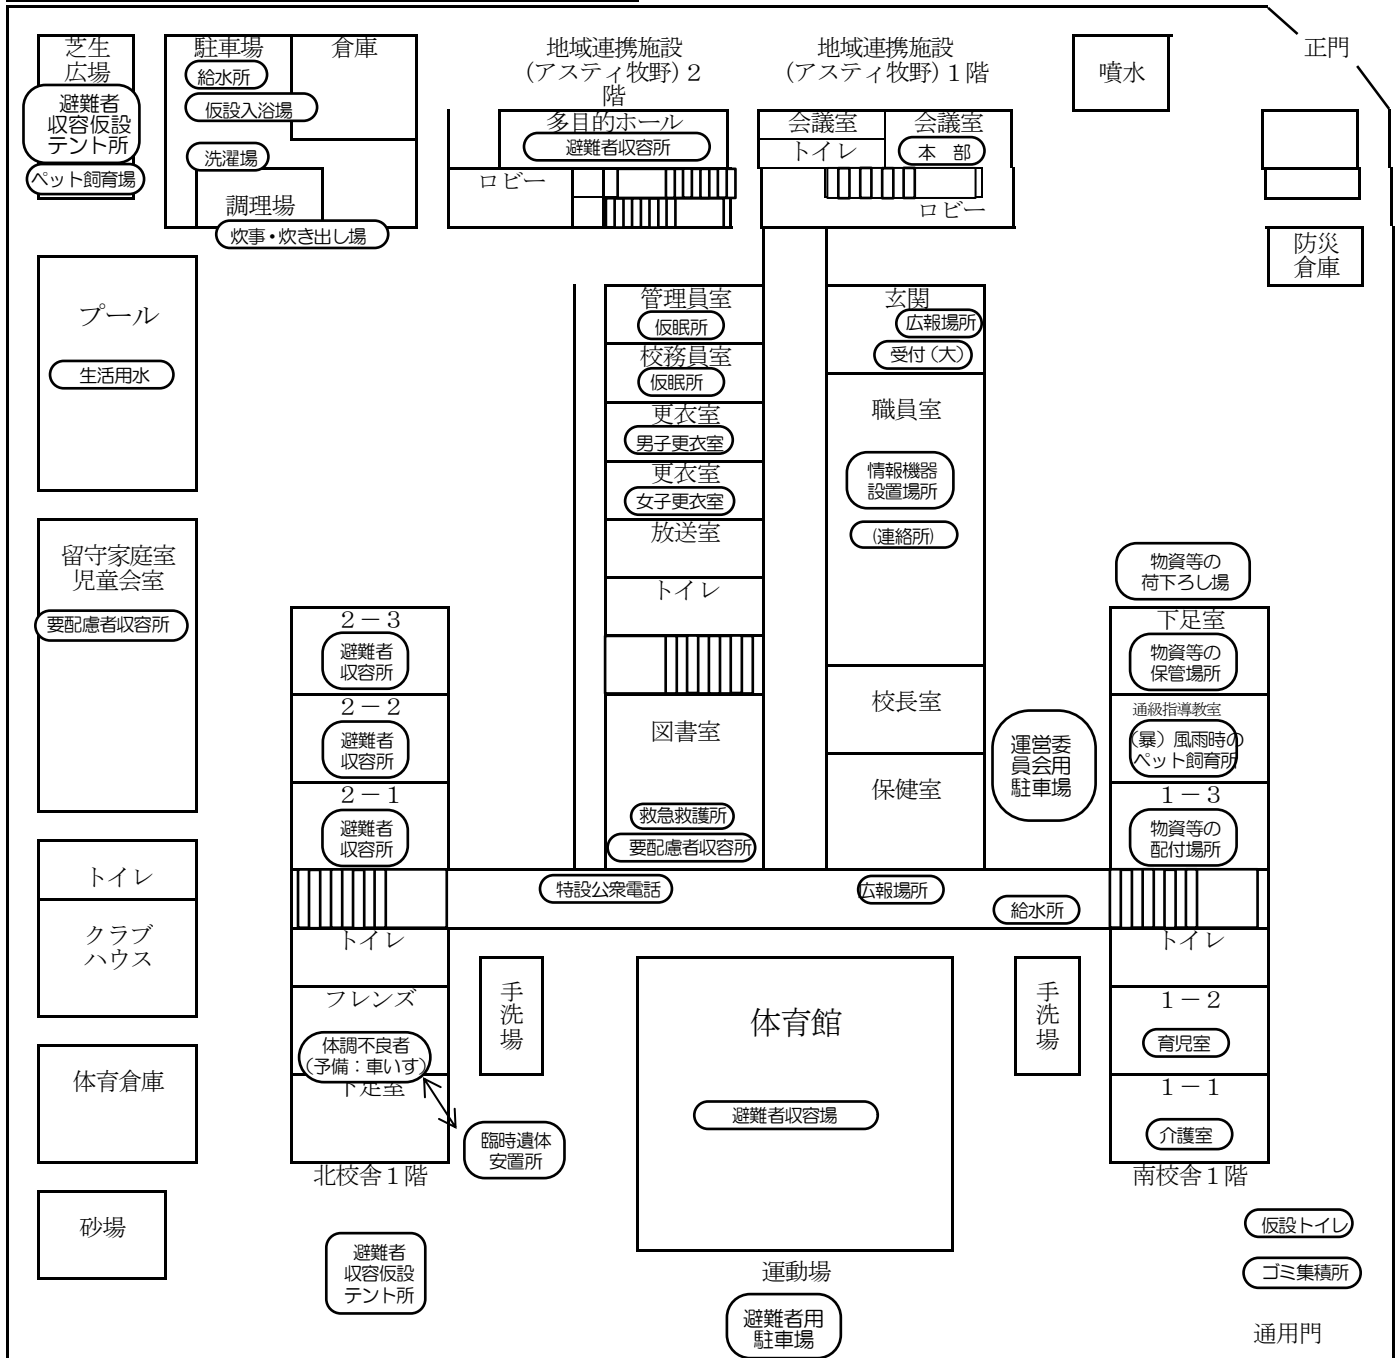 芝生
広場
避難者
収容仮設
テント所
ペット飼育場
駐車場
給水所
仮設入浴場
洗濯場
倉庫
調理場
炊事・炊き出し場
地域連携施設
（アスティ牧野）２
階
多目的ホール
避難者収容所
ロビー
地域連携施設
（アスティ牧野）１階
会議室
トイレ
会議室
本　部
ロビー
噴水
正門
防災
倉庫
プール
生活用水
管理員室
仮眠所
校務員室
仮眠所
更衣室
男子更衣室
更衣室
女子更衣室
放送室
トイレ
図書室
救急救護所
要配慮者収容所
玄関
広報場所
受付（大）
職員室
情報機器
設置場所
（連絡所）
校長室
保健室
運営委
員会用
駐車場
留守家庭室
児童会室
要配慮者収容所
２－３
避難者
収容所
２－２
避難者
収容所
２－１
避難者
収容所
物資等の
荷下ろし場
下足室
物資等の
保管場所
通級指導教室
（暴）風雨時の
ペット飼育所
１－３
物資等の
配付場所
トイレ
クラブ
ハウス
特設公衆電話
広報場所
給水所
トイレ
フレンズ
体調不良者
（予備：車いす）
下足室
臨時遺体
安置所
北校舎１階
手
洗
場
体育館
避難者収容場
手
洗
場
トイレ
１－２
育児室
１－１
介護室
南校舎１階
体育倉庫
砂場
避難者
収容仮設
テント所
運動場
避難者用
駐車場
仮設トイレ
ゴミ集積所
通用門